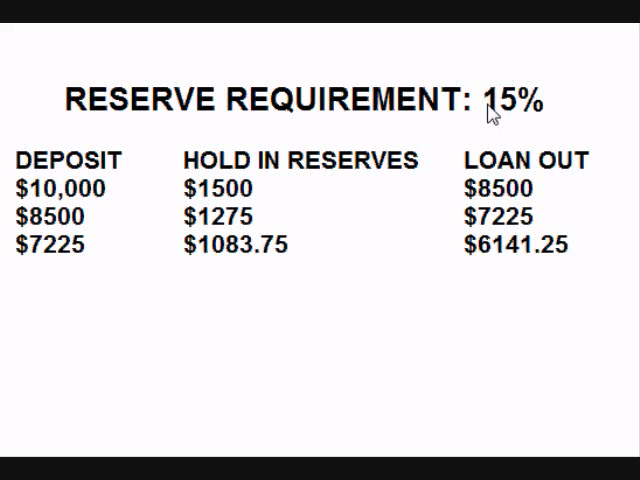 RESERVE REQUIREMENT: 15%
DEPOSIT HOLD IN RESERVES LOAN OUT
$10,000 $1500 $8500
$8500 $1275 $7225
$7225 $1083.75 $6141.25